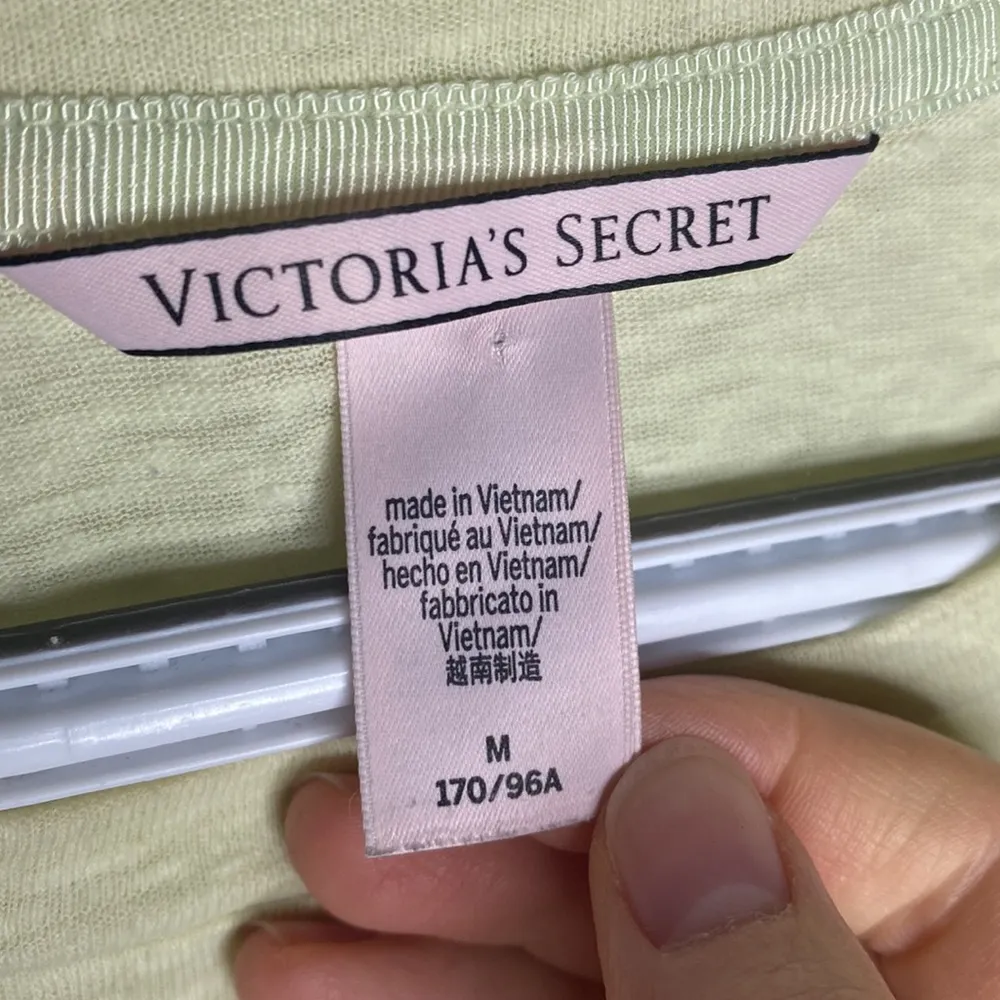 VICTORIA'S SECRET
made in Vietnam/
fabriqué au Vietnam/
hecho en Vietnam/
fabbricato in
Vietnam/
越南制造
M
170/96A